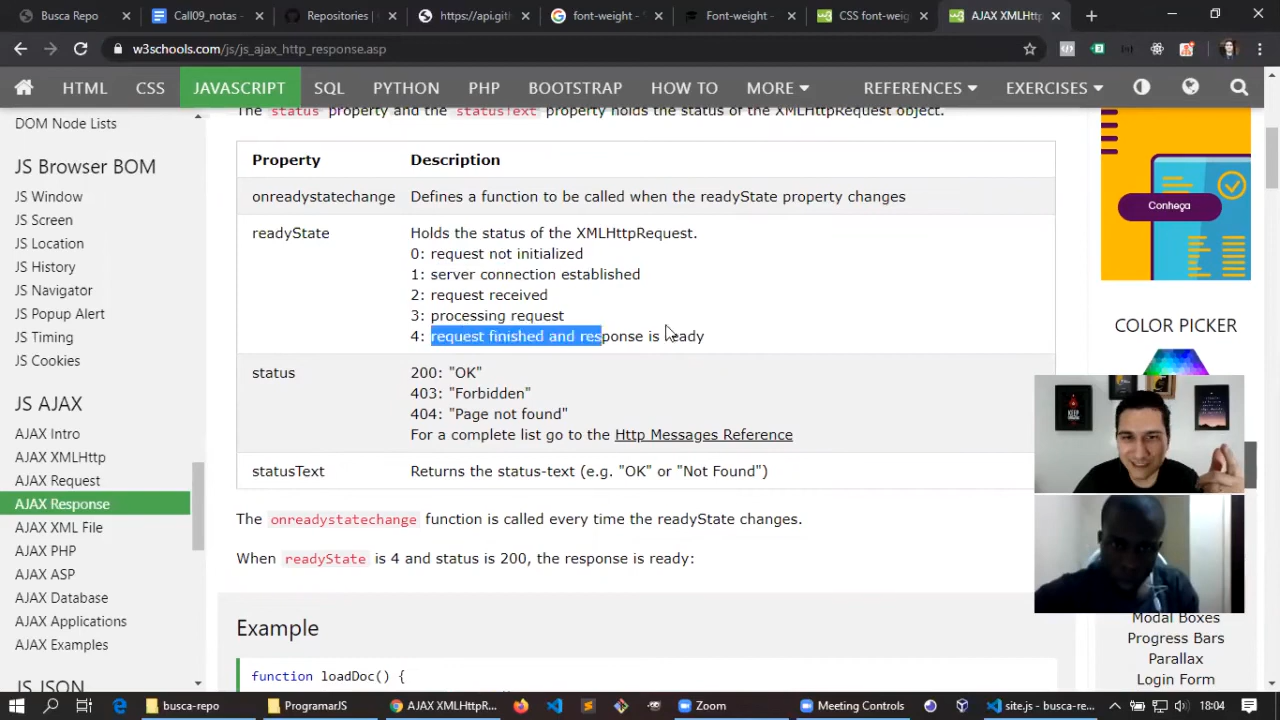 Busca Repo
Call09_notas -
Repositories |
https://api.gi
font-weight -
Font-weight -
CSS font-we
AJAX XMLHttp
w3schools.com/js/js_ajax_http_response.asp
HTML
CSS
JAVASCRIPT
SQL
PYTHON
PHP
BOOTSTRAP
HOW TO
MORE
REFERENCES
EXERCISES
DOM Node Lists
JS Browser BOM
JS Window
JS Screen
JS Location
JS History
JS Navigator
JS Popup Alert
JS Timing
JS Cookies
JS AJAX
AJAX Intro
AJAX XMLHttp
AJAX Request
AJAX Response
AJAX XML File
AJAX PHP
AJAX ASP
AJAX Database
AJAX Applications
AJAX Examples
JS JSON
The status property and the statusText property holds the status of the XMLHttpRequest object.
Property Description
onreadystatechange Defines a function to be called when the readyState property changes
readyState Holds the status of the XMLHttpRequest.
0: request not initialized
1: server connection established
2: request received
3: processing request
4: request finished and response is ready
status 200: "OK"
403: "Forbidden"
404: "Page not found"
For a complete list go to the Http Messages Reference
statusText Returns the status-text (e.g. "OK" or "Not Found")
The onreadystatechange function is called every time the readyState changes.
When readyState is 4 and status is 200, the response is ready:
Example
function loadDoc() {
Conheça
COLOR PICKER
KEEP
Modal Boxes
Progress Bars
Parallax
Login Form
busca-repo
ProgramarJS
AJAX XMLHttpR...
Zoom
Meeting Controls
site.js - busca-re...
18:04